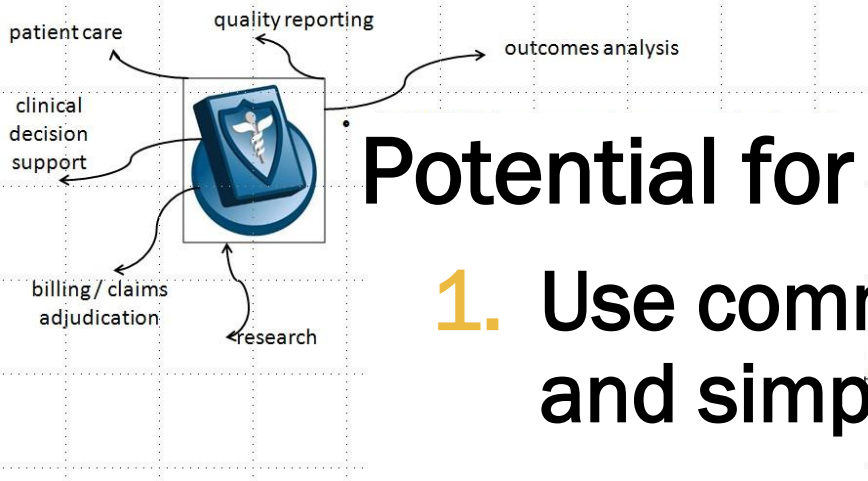 patient care
quality reporting
outcomes analysis
clinical
decision
support
billing / claims
adjudication
research
Potential for
1. Use com
and simp